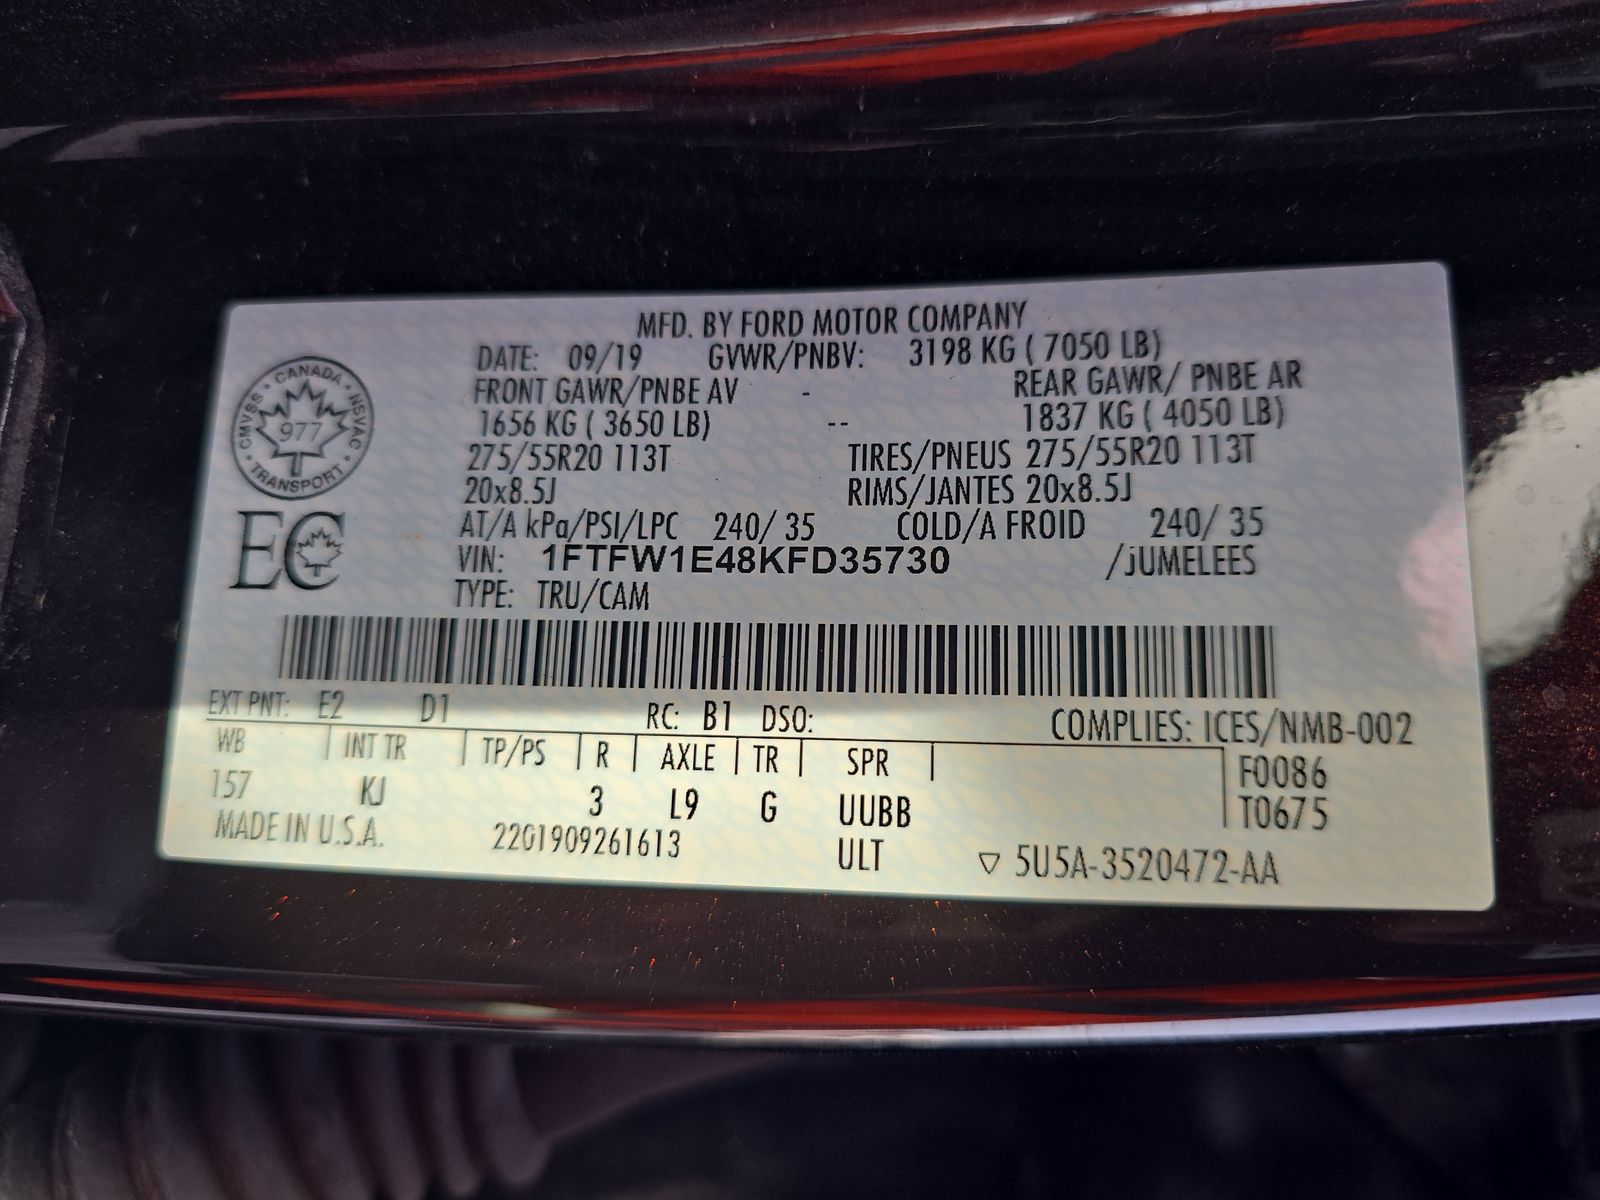 MFD. BY FORD MOTOR COMPANY
DATE: 09/19 GVWR/PNBV: 3198 KG ( 7050 LB)
FRONT GAWR/PNBE AV - REAR GAWR/ PNBE AR
1656 KG ( 3650 LB) -- 1837 KG ( 4050 LB)
275/55R20 113T TIRES/PNEUS 275/55R20 113T
20x8.5J RIMS/JANTES 20x8.5J
AT/A kPa/PSI/LPC 240/ 35 COLD/A FROID 240/ 35
VIN: 1FTFW1E48KFD35730 /JUMELEES
TYPE: TRU/CAM
CANADA
CMVSS
NSVAC
977
TRANSPORT
EC
EXT PNT: E2 D1 RC: B1 DSO: COMPLIES: ICES/NMB-002
WB INT TR TP/PS R AXLE TR SPR F0086
157 KJ 3 L9 G UUBB T0675
MADE IN U.S.A. 2201909261613 ULT ▽ 5U5A-3520472-AA